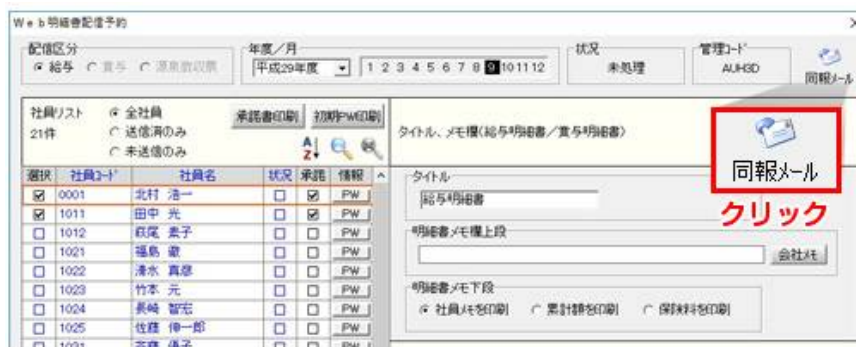 Web明細書配信予約
配信区分
給与 賞与 源泉徴収票
年度／月
平成29年度 1 2 3 4 5 6 7 8 9 10 11 12
状況
未処理
管理コード
AUH3D
同報メール
社員リスト
21件
全社員
送信済のみ
未送信のみ
承諾書印刷 初期PW印刷
タイトル、メモ欄(給与明細書／賞与明細書)
同報メール
クリック
選択 社員コード 社員名 状況 承諾 情報
0001 北村 浩一 PW
1011 田中 光 PW
1012 萩尾 素子 PW
1021 福島 徹 PW
1022 清水 真彦 PW
1023 竹本 元 PW
1024 長崎 智宏 PW
1025 佐藤 伸一郎 PW
1031 PW
タイトル
給与明細書
明細書メモ欄上段
会社メモ
明細書メモ下段
社員メモを印刷 累計額を印刷 保険料を印刷